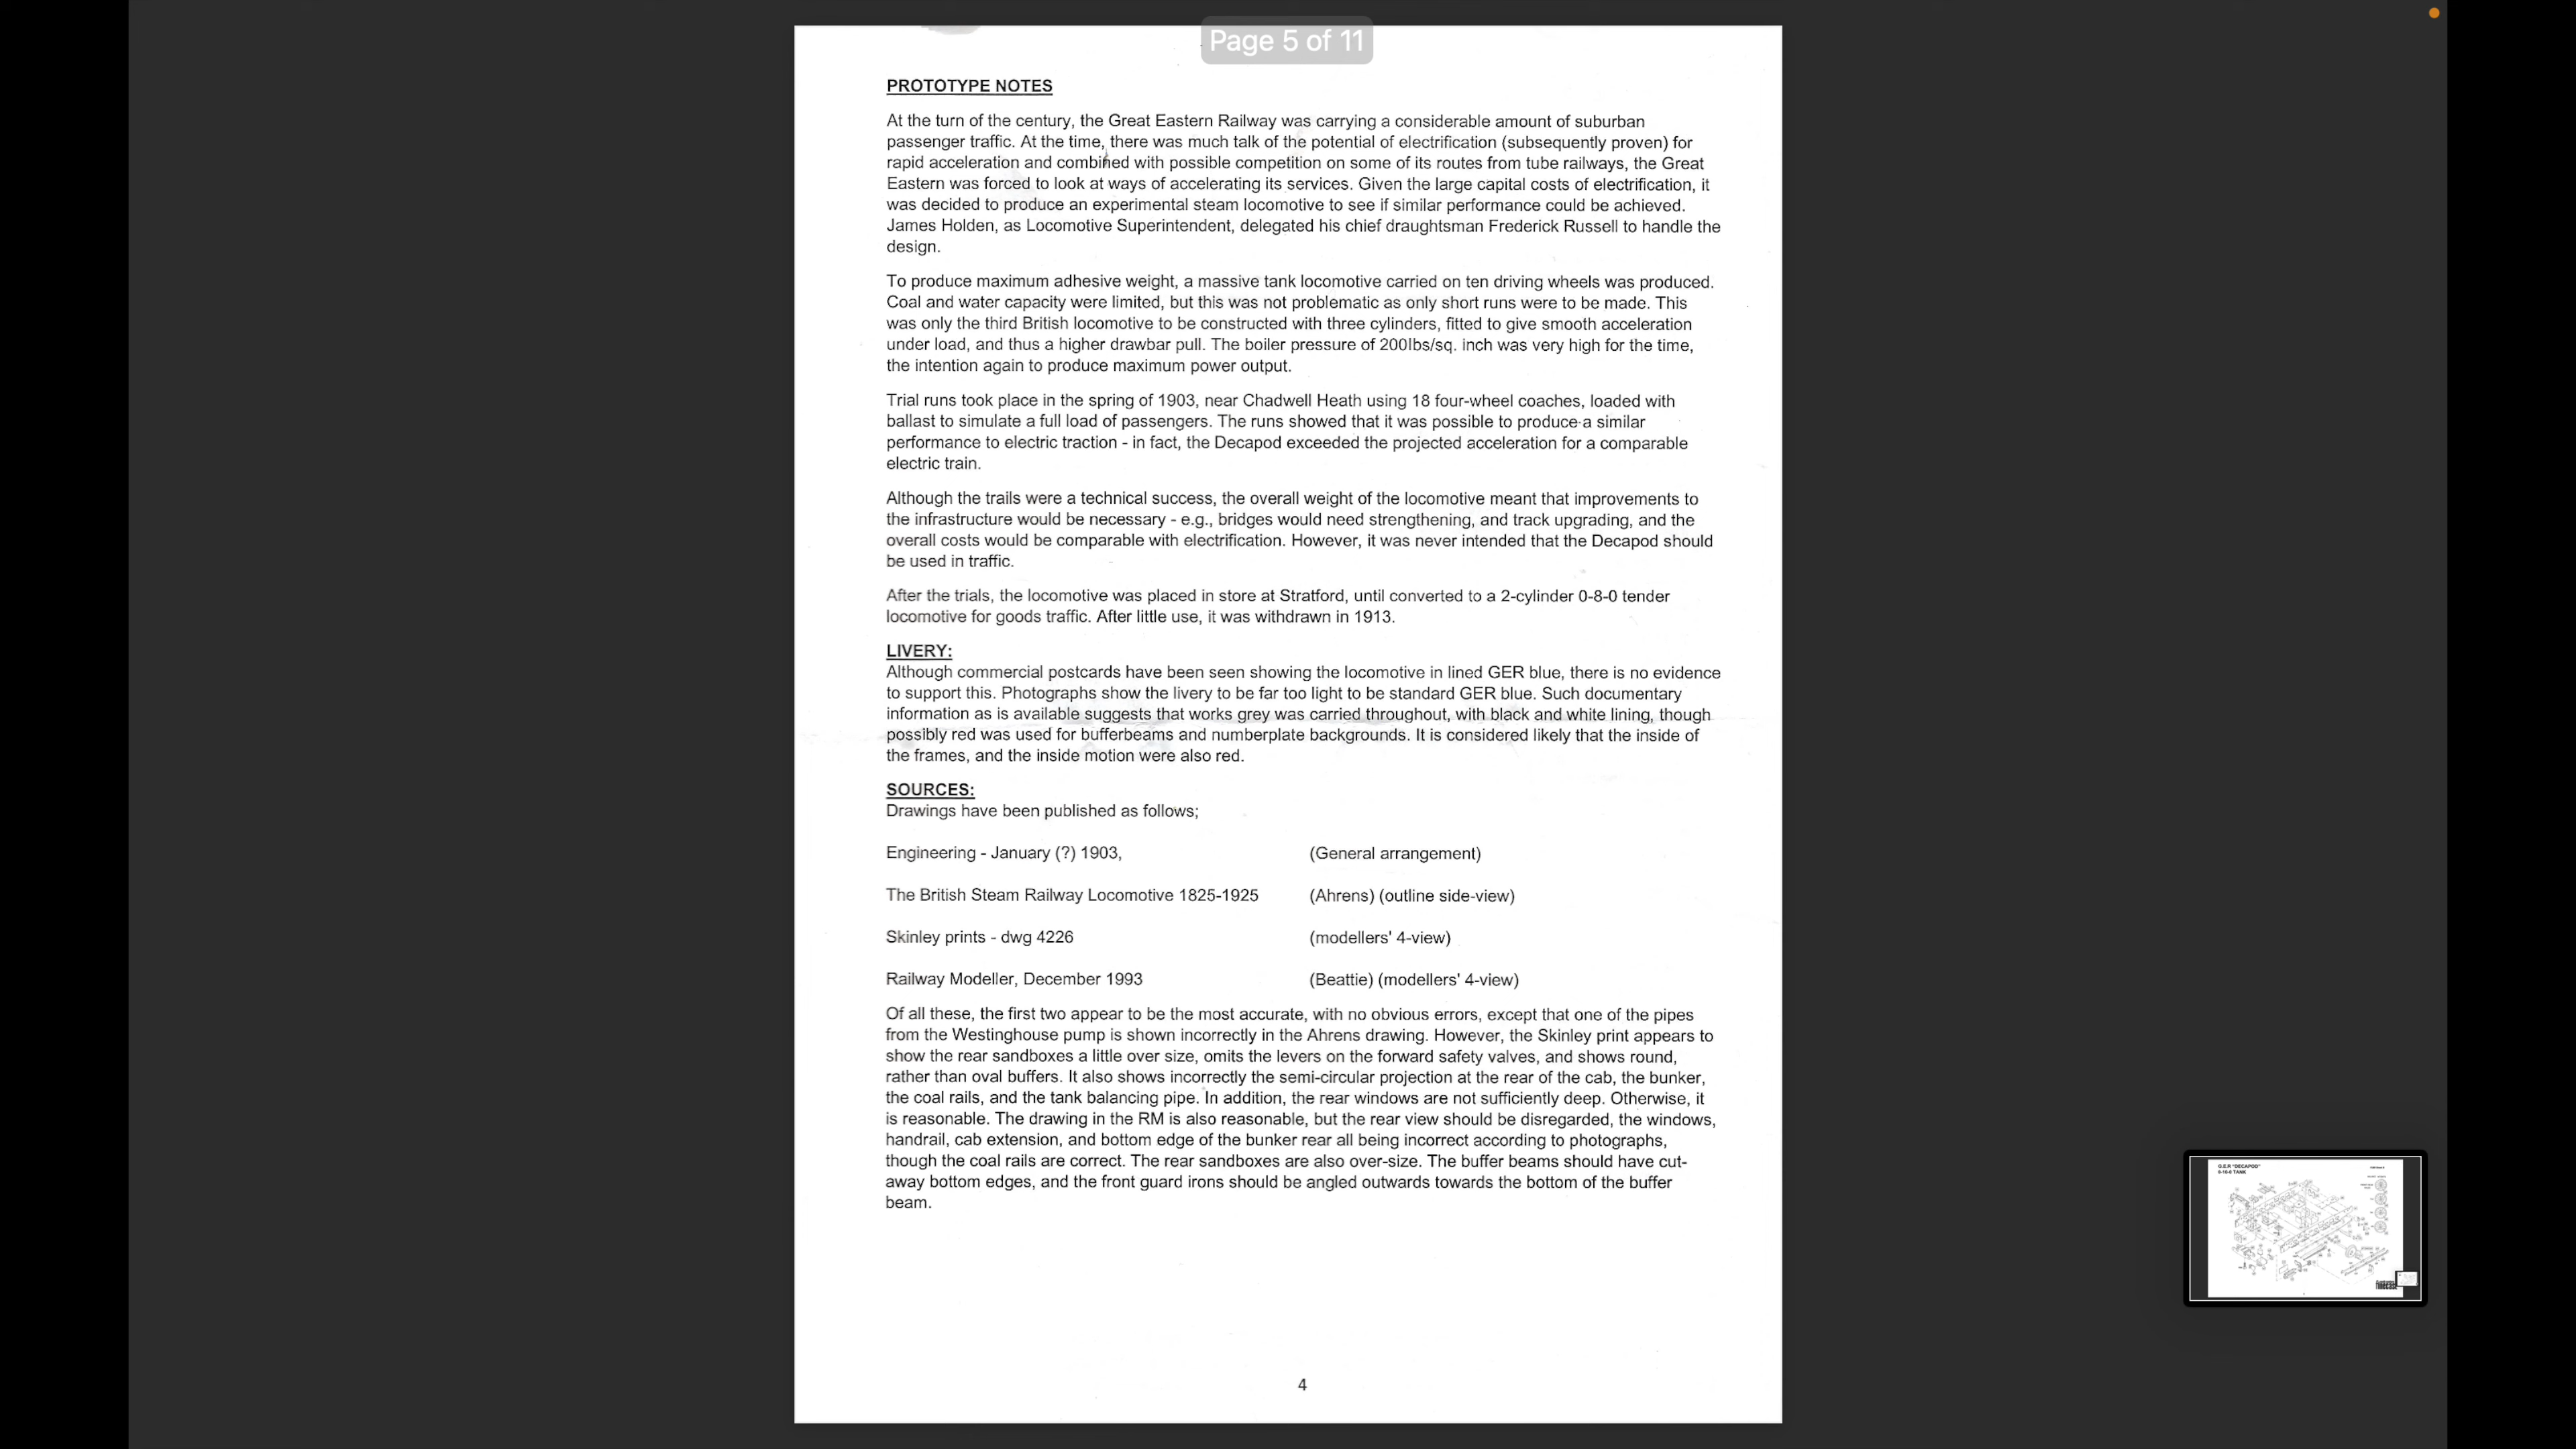 Page 5 of 11
PROTOTYPE NOTES
At the turn of the century, the Great Eastern Railway was carrying a considerable amount of suburban
passenger traffic. At the time, there was much talk of the potential of electrification (subsequently proven) for
rapid acceleration and combined with possible competition on some of its routes from tube railways, the Great
Eastern was forced to look at ways of accelerating its services. Given the large capital costs of electrification, it
was decided to produce an experimental steam locomotive to see if similar performance could be achieved.
James Holden, as Locomotive Superintendent, delegated his chief draughtsman Frederick Russell to handle the
design.
To produce maximum adhesive weight, a massive tank locomotive carried on ten driving wheels was produced.
Coal and water capacity were limited, but this was not problematic as only short runs were to be made. This
was only the third British locomotive to be constructed with three cylinders, fitted to give smooth acceleration
under load, and thus a higher drawbar pull. The boiler pressure of 200lbs/sq. inch was very high for the time,
the intention again to produce maximum power output.
Trial runs took place in the spring of 1903, near Chadwell Heath using 18 four-wheel coaches, loaded with
ballast to simulate a full load of passengers. The runs showed that it was possible to produce a similar
performance to electric traction - in fact, the Decapod exceeded the projected acceleration for a comparable
electric train.
Although the trails were a technical success, the overall weight of the locomotive meant that improvements to
the infrastructure would be necessary - e.g., bridges would need strengthening, and track upgrading, and the
overall costs would be comparable with electrification. However, it was never intended that the Decapod should
be used in traffic.
After the trials, the locomotive was placed in store at Stratford, until converted to a 2-cylinder 0-8-0 tender
locomotive for goods traffic. After little use, it was withdrawn in 1913.
LIVERY:
Although commercial postcards have been seen showing the locomotive in lined GER blue, there is no evidence
to support this. Photographs show the livery to be far too light to be standard GER blue. Such documentary
information as is available suggests that works grey was carried throughout, with black and white lining, though
possibly red was used for bufferbeams and numberplate backgrounds. It is considered likely that the inside of
the frames, and the inside motion were also red.
SOURCES:
Drawings have been published as follows;
Engineering - January (?) 1903, (General arrangement)
The British Steam Railway Locomotive 1825-1925 (Ahrens) (outline side-view)
Skinley prints - dwg 4226 (modellers' 4-view)
Railway Modeller, December 1993 (Beattie) (modellers' 4-view)
Of all these, the first two appear to be the most accurate, with no obvious errors, except that one of the pipes
from the Westinghouse pump is shown incorrectly in the Ahrens drawing. However, the Skinley print appears to
show the rear sandboxes a little over size, omits the levers on the forward safety valves, and shows round,
rather than oval buffers. It also shows incorrectly the semi-circular projection at the rear of the cab, the bunker,
the coal rails, and the tank balancing pipe. In addition, the rear windows are not sufficiently deep. Otherwise, it
is reasonable. The drawing in the RM is also reasonable, but the rear view should be disregarded, the windows,
handrail, cab extension, and bottom edge of the bunker rear all being incorrect according to photographs,
though the coal rails are correct. The rear sandboxes are also over-size. The buffer beams should have cut-
away bottom edges, and the front guard irons should be angled outwards towards the bottom of the buffer
beam.
4
G.E.R "DECAPOD"
0-10-0 TANK